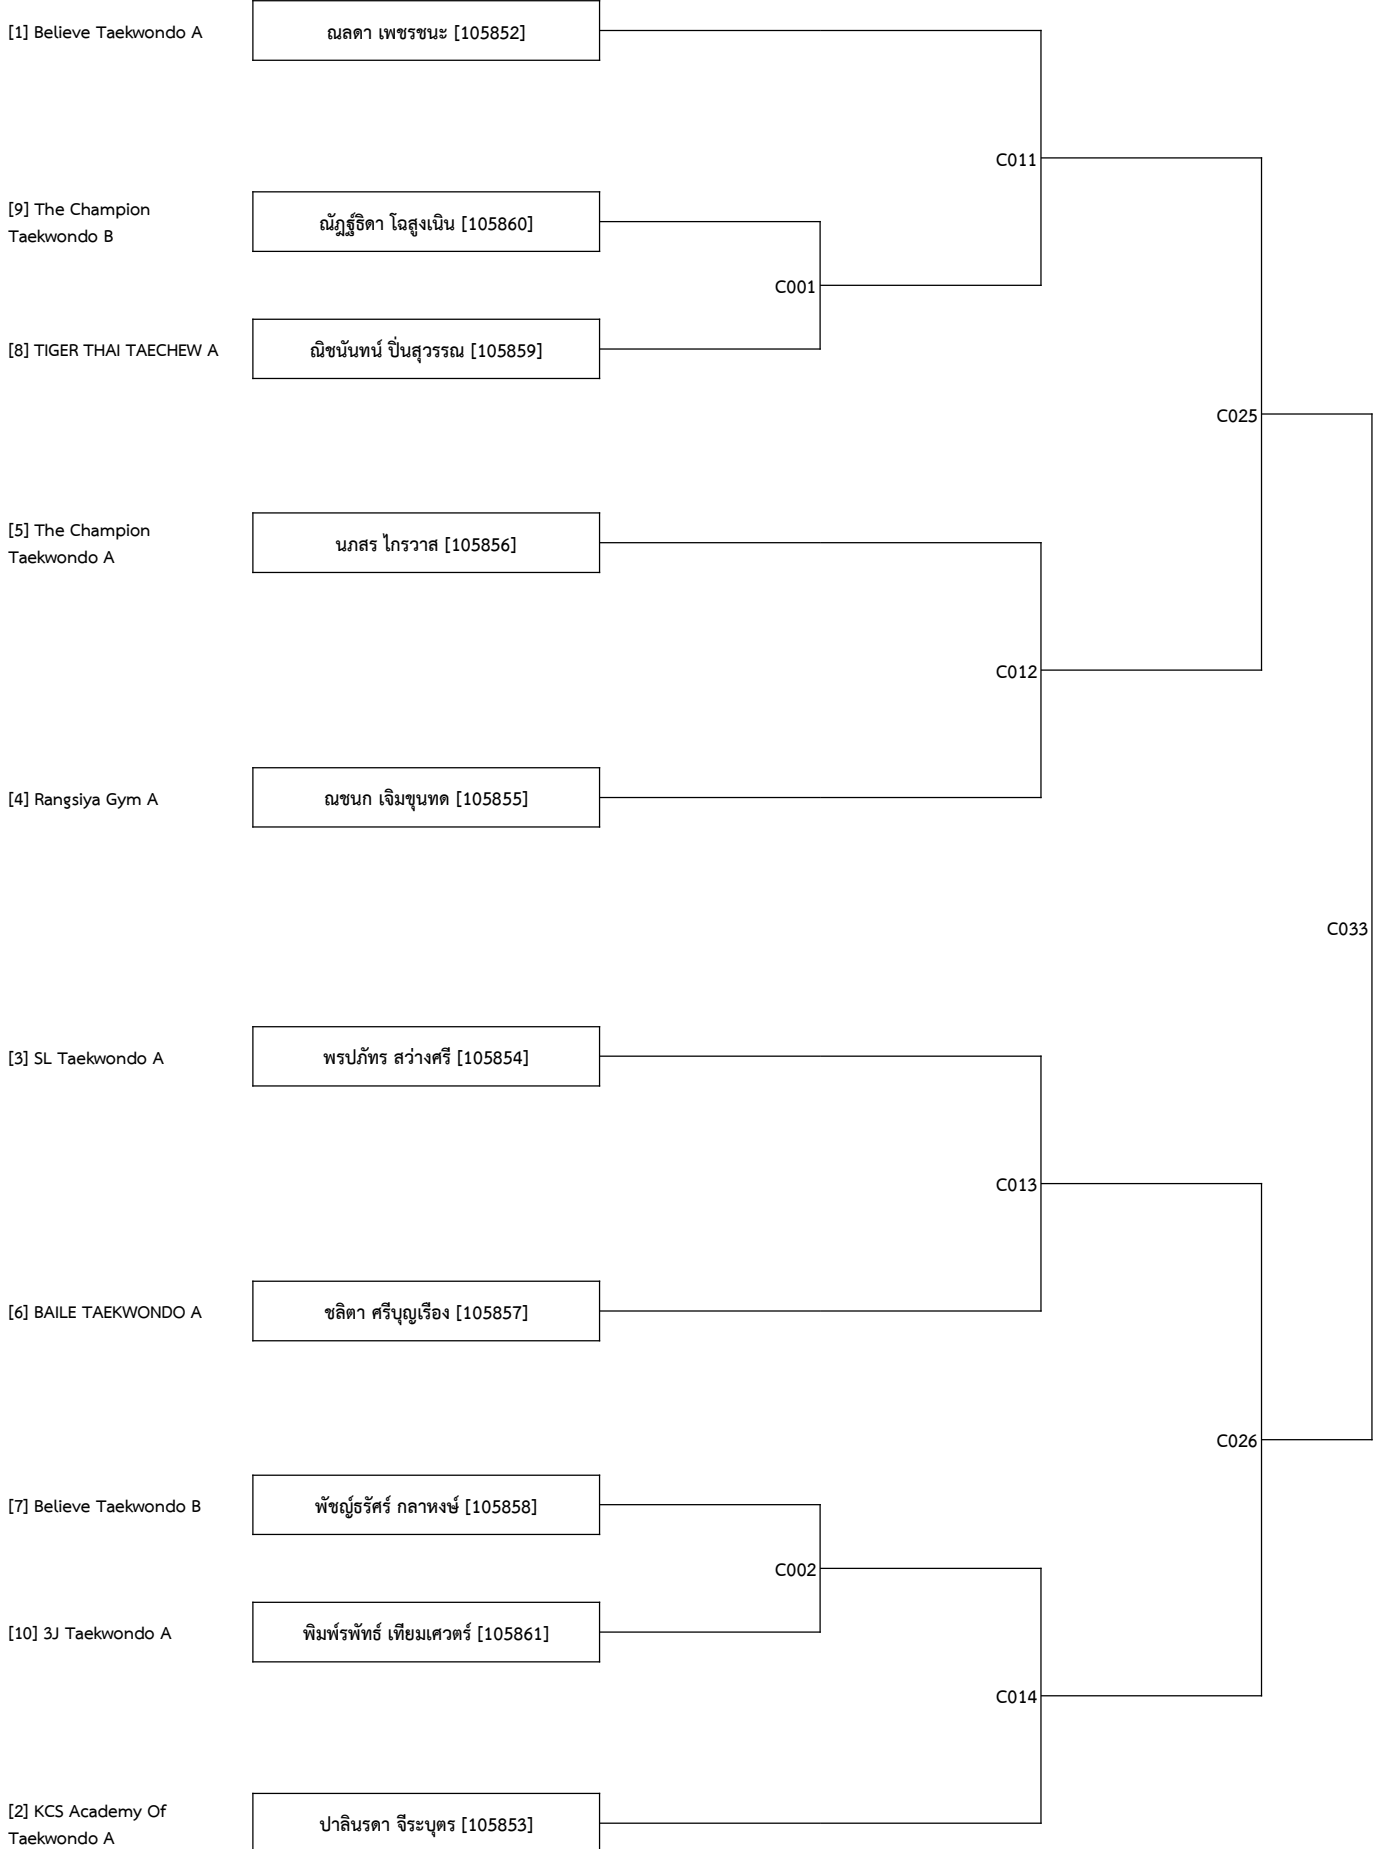 [1] Believe Taekwondo A
ณลดา เพชรชนะ [105852]
C011
[9] The Champion
Taekwondo B
ณัฏฐ์ธิดา โฉสูงเนิน [105860]
C001
[8] TIGER THAI TAECHEW A
ณิชนันทน์ ปิ่นสุวรรณ [105859]
C025
[5] The Champion
Taekwondo A
นภสร ไกรวาส [105856]
C012
[4] Rangsiya Gym A
ณชนก เจิมขุนทด [105855]
C033
[3] SL Taekwondo A
พรปภัทร สว่างศรี [105854]
C013
[6] BAILE TAEKWONDO A
ชลิตา ศรีบุญเรือง [105857]
C026
[7] Believe Taekwondo B
พัชญ์ธรัศร์ กลาหงษ์ [105858]
C002
[10] 3J Taekwondo A
พิมพ์รพัทธ์ เทียมเศวตร์ [105861]
C014
[2] KCS Academy Of
Taekwondo A
ปาลินรดา จีระบุตร [105853]